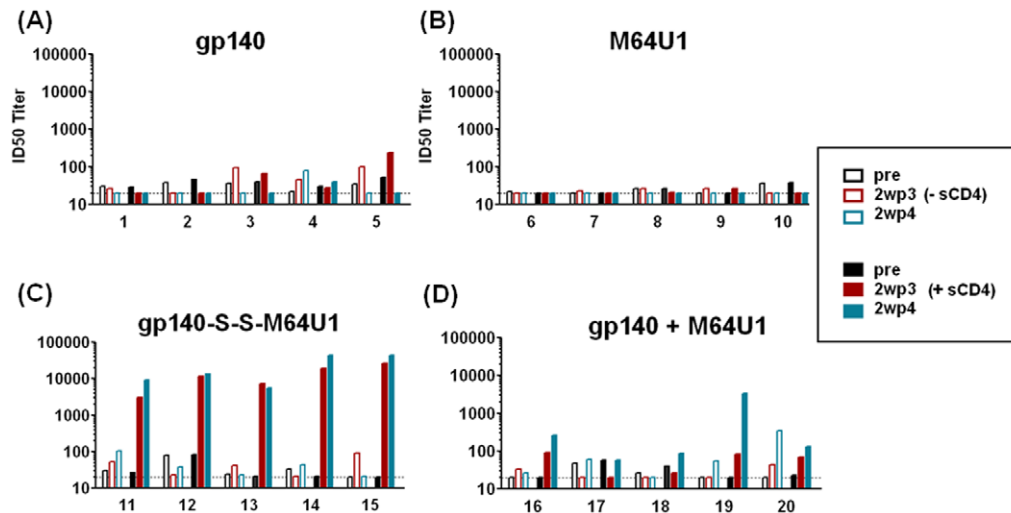 (A)
gp140
ID50 Titer
100000
10000
1000
100
10
1 2 3 4 5
(B)
M64U1
100000
10000
1000
100
10
6 7 8 9 10
pre
2wp3 (- sCD4)
2wp4
pre
2wp3 (+ sCD4)
2wp4
(C)
gp140-S-S-M64U1
ID50 Titer
100000
10000
1000
100
10
11 12 13 14 15
(D)
gp140 + M64U1
100000
10000
1000
100
10
16 17 18 19 20